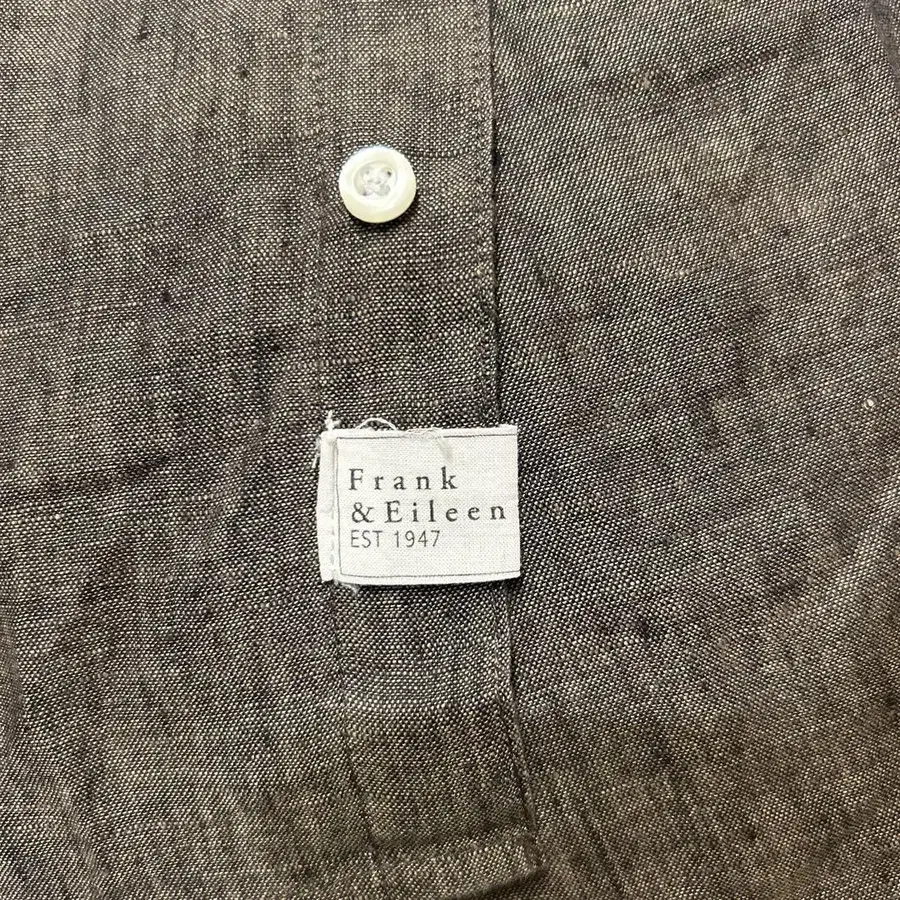 Frank
& Eileen
EST 1947